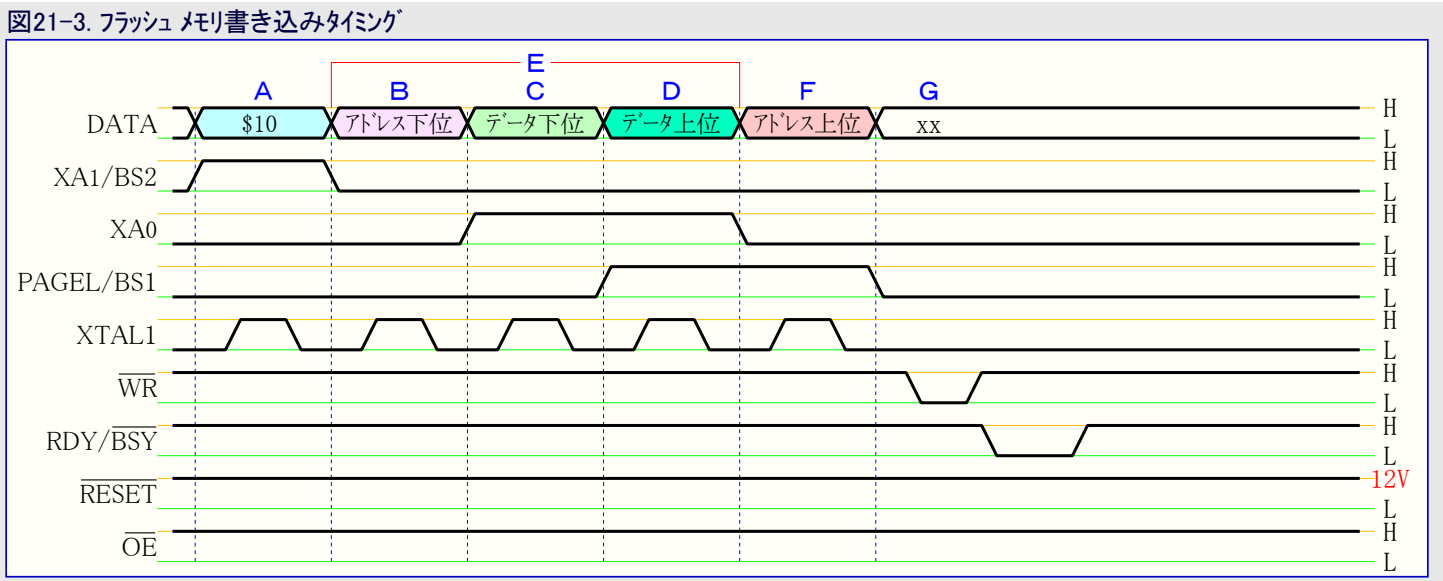 図21-3. フラッシュ メモリ書き込みタイミング
E
A B C D F G
DATA $10 アドレス下位 データ下位 データ上位 アドレス上位 xx H
L
XA1/BS2 H
L
XA0 H
L
PAGEL/BS1 H
L
XTAL1 H
L
WR H
L
RDY/BSY H
L
RESET 12V
L
OE H
L